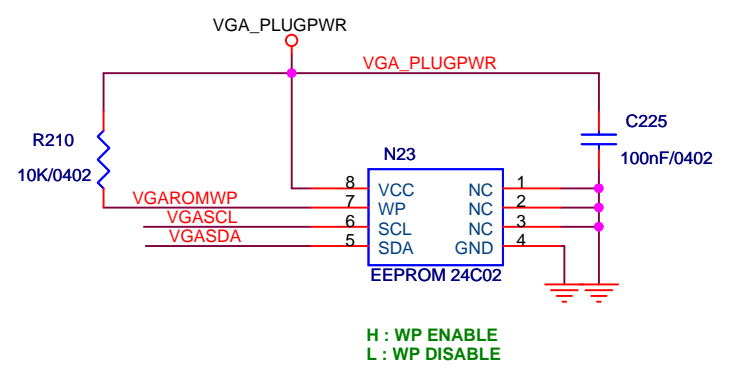 VGA_PLUGPWR
VGA_PLUGPWR
C225
100nF/0402
R210
10K/0402
N23
VGAROMWP
VGASCL
VGASDA
8 VCC NC 1
7 WP NC 2
6 SCL NC 3
5 SDA GND 4
EEPROM 24C02
H : WP ENABLE
L : WP DISABLE